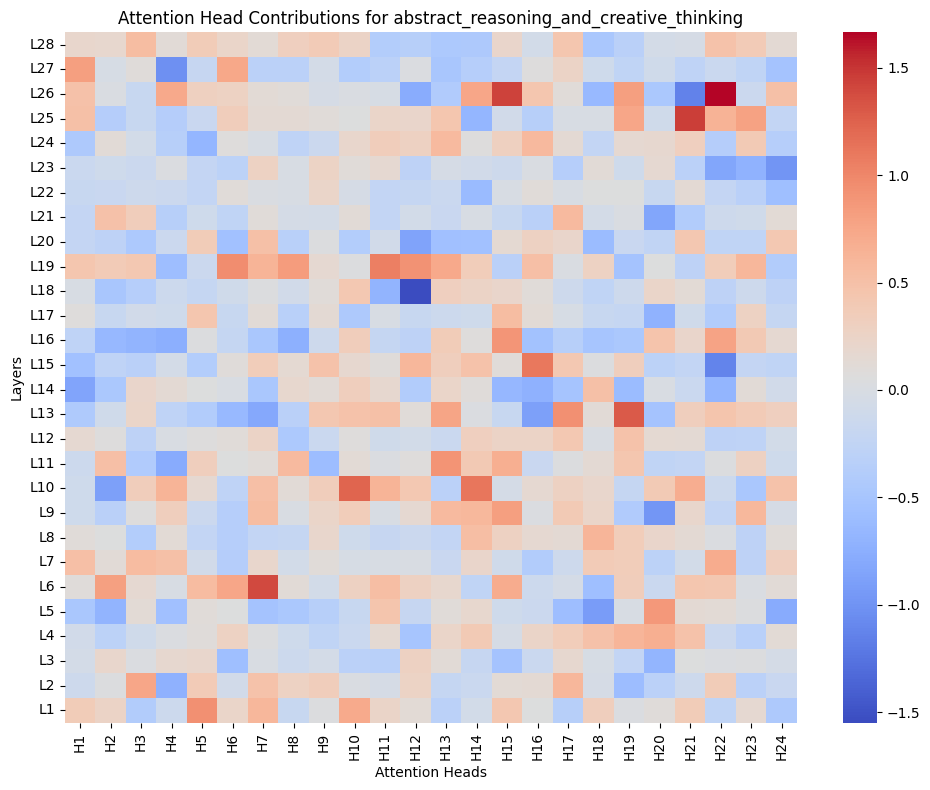 Attention Head Contributions for abstract_reasoning_and_creative_thinking
Layers
L28
L27
L26
L25
L24
L23
L22
L21
L20
L19
L18
L17
L16
L15
L14
L13
L12
L11
L10
L9
L8
L7
L6
L5
L4
L3
L2
L1
H1 H2 H3 H4 H5 H6 H7 H8 H9 H10 H11 H12 H13 H14 H15 H16 H17 H18 H19 H20 H21 H22 H23 H24
Attention Heads
1.5
1.0
0.5
0.0
−0.5
−1.0
−1.5